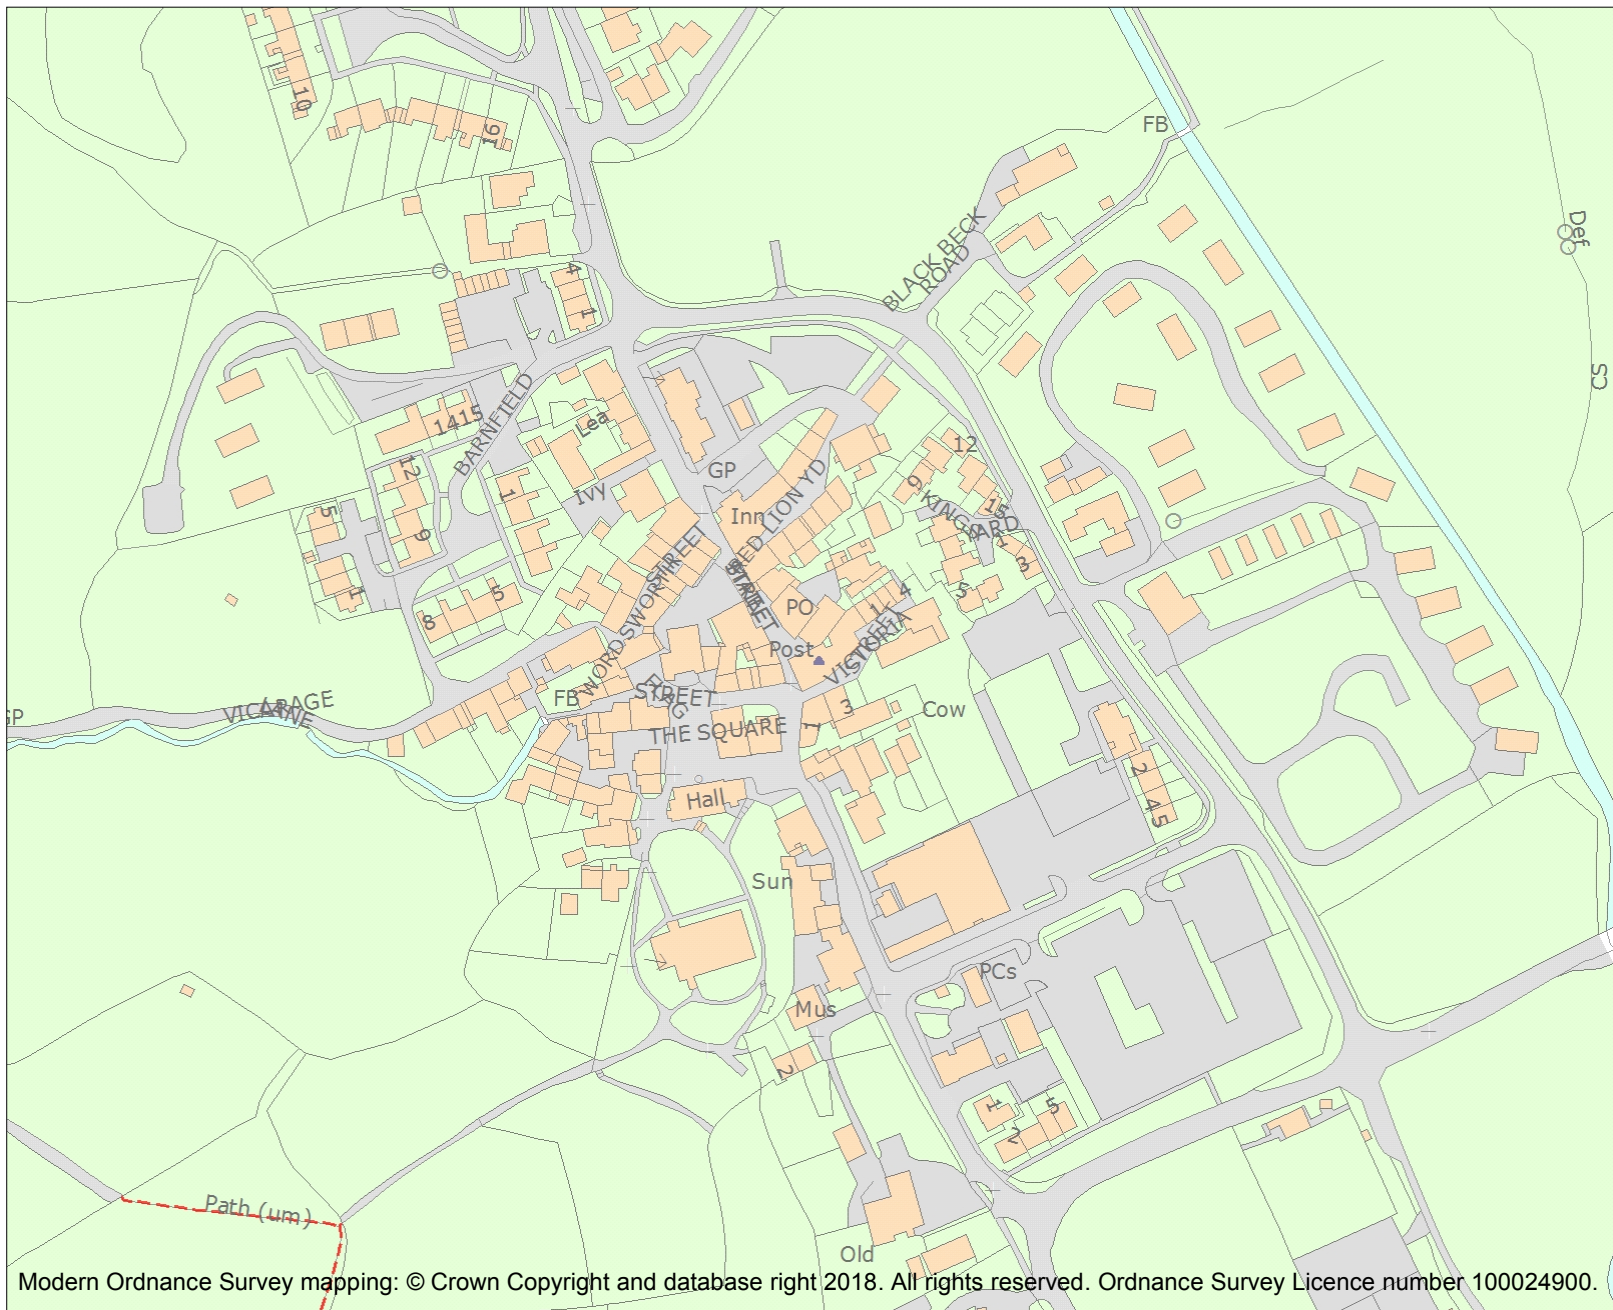 10
16
FB
Def
BLACK BECK
ROAD
4
1
CS
1415
BARNFIELD
Lea
12
12
GP
1
Ivy
9
Inn
RED LION YD
15
KINGS
YARD
5
9
STREET
4
3
STREET
1
5
PO
1
4
5
8
WORDSWORTH
Post
VICTORIA
STREET
FB
FLAG
STREET
VICARAGE
LANE
GP
3
Cow
1
THE SQUARE
2
Hall
4 5
Sun
PCs
Mus
2
1
5
2
Path (um)
Old
Modern Ordnance Survey mapping: © Crown Copyright and database right 2018. All rights reserved. Ordnance Survey Licence number 100024900.